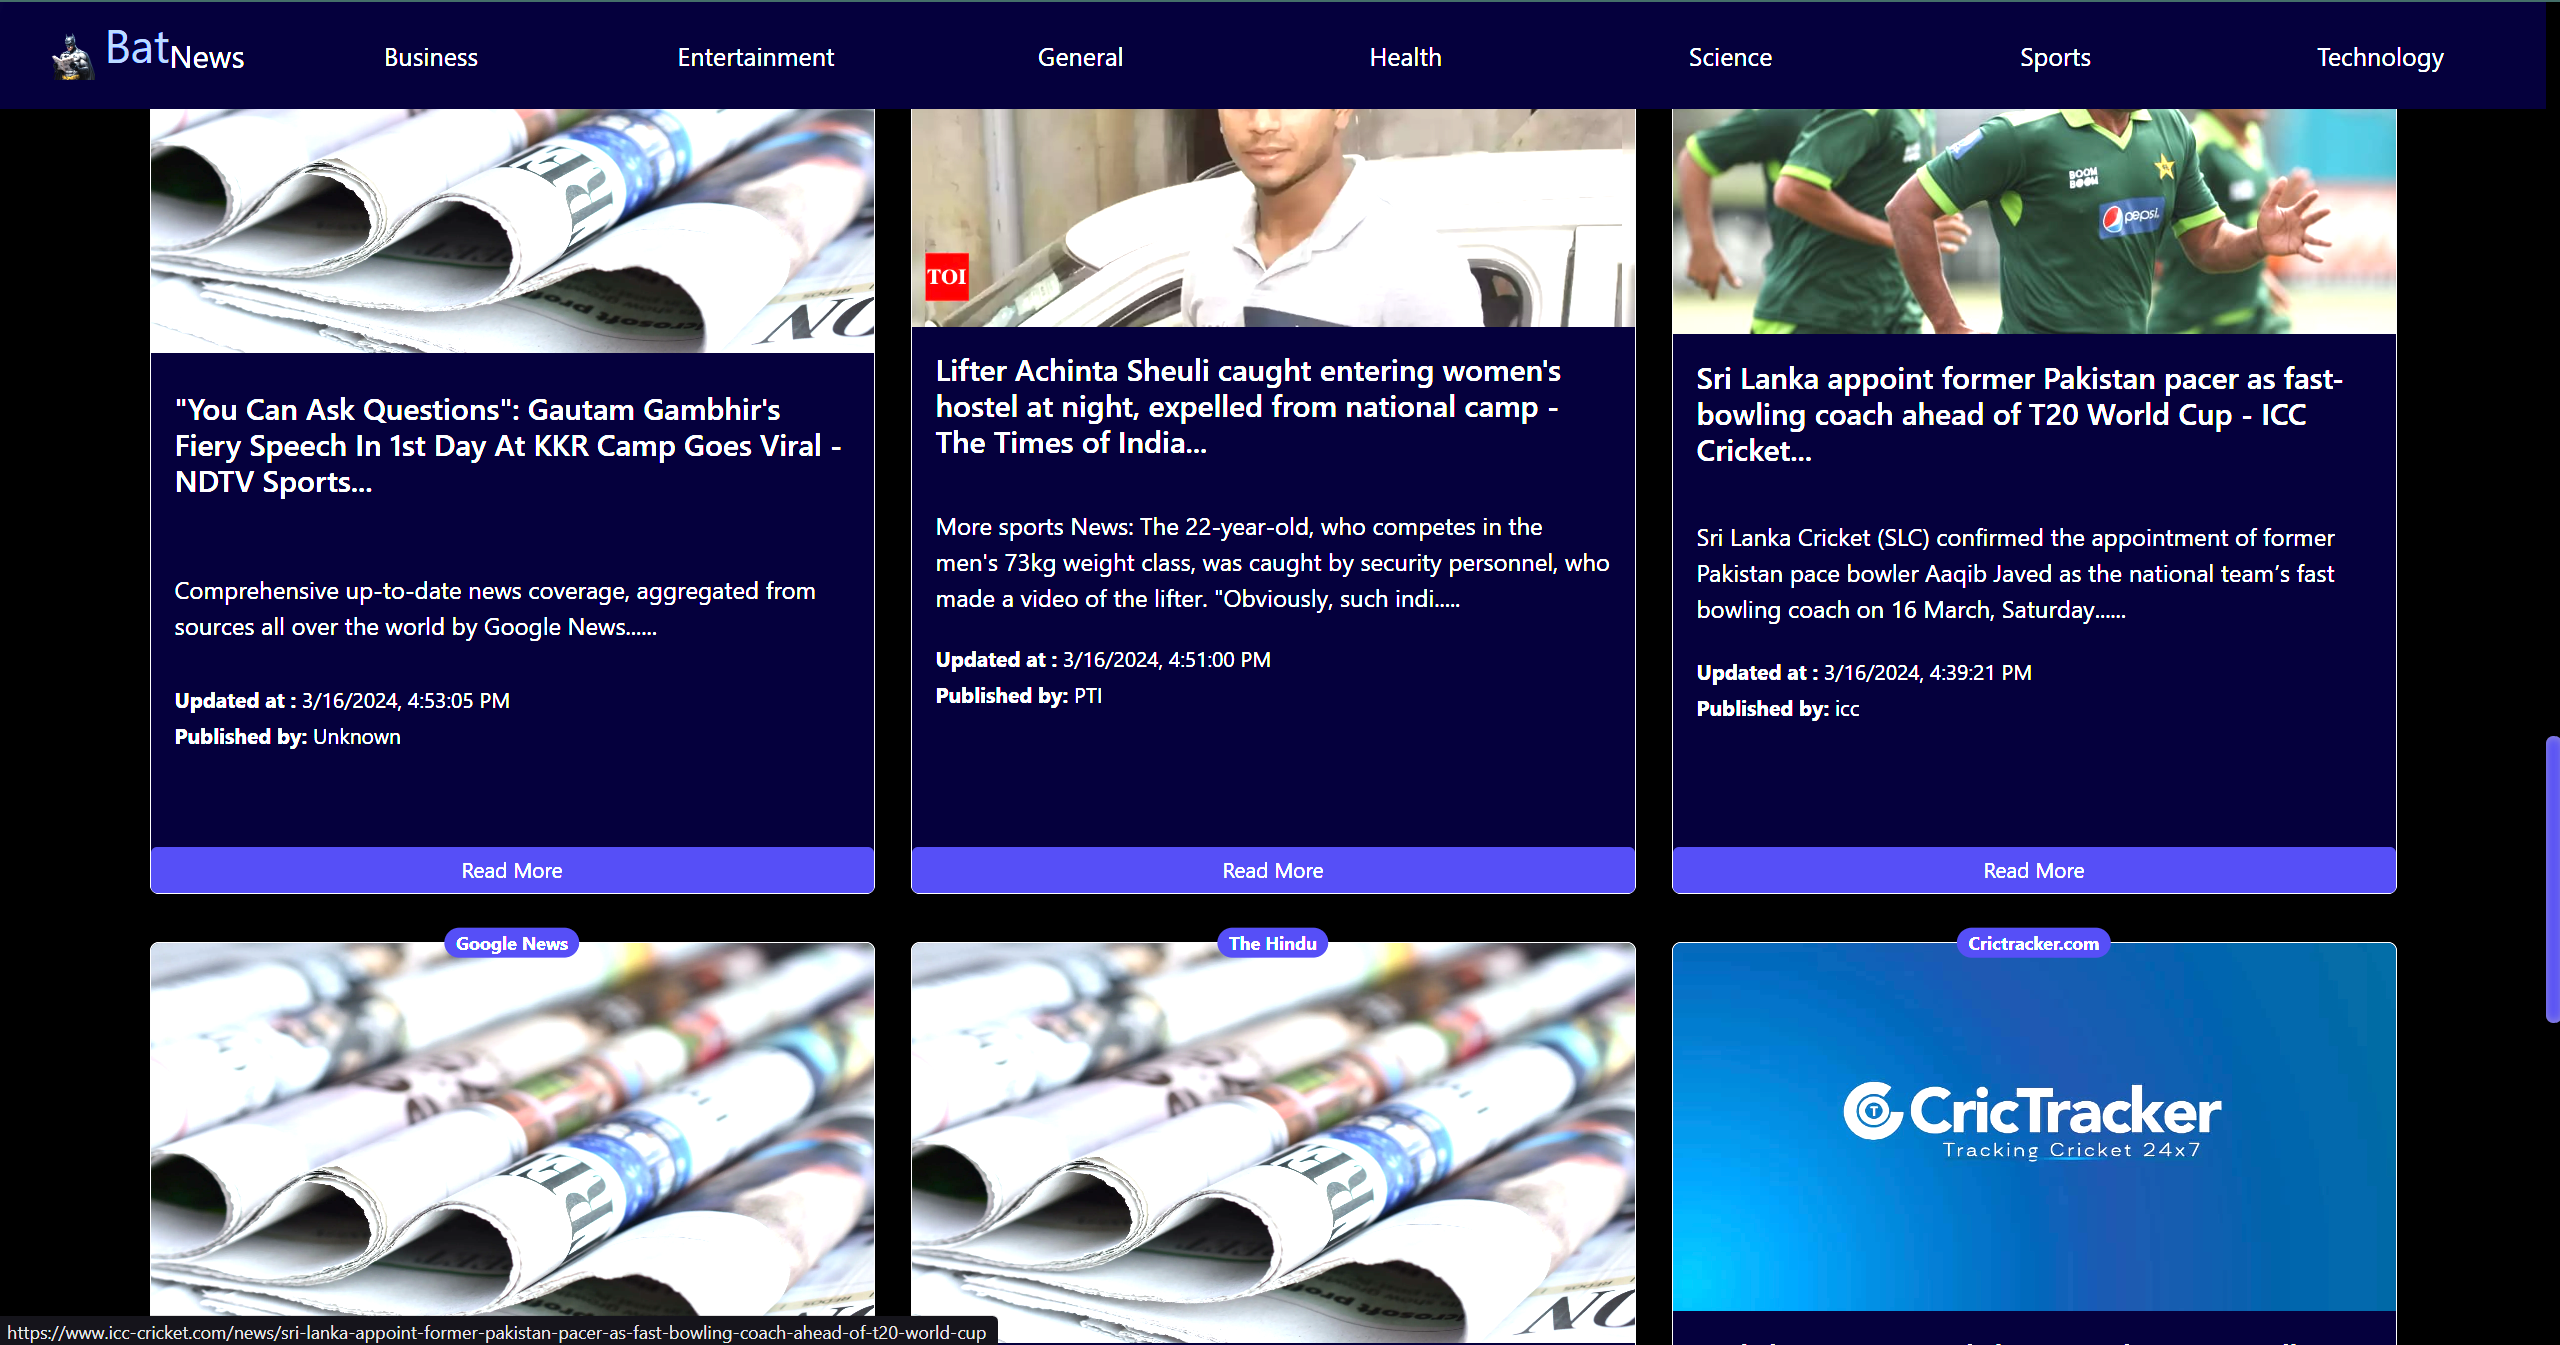 Bat News
Business
Entertainment
General
Health
Science
Sports
Technology
TOI
BOOM BOOM
pepsi
"You Can Ask Questions": Gautam Gambhir's
Fiery Speech In 1st Day At KKR Camp Goes Viral -
NDTV Sports...
Comprehensive up-to-date news coverage, aggregated from
sources all over the world by Google News......
Updated at : 3/16/2024, 4:53:05 PM
Published by: Unknown
Read More
Lifter Achinta Sheuli caught entering women's
hostel at night, expelled from national camp -
The Times of India...
More sports News: The 22-year-old, who competes in the
men's 73kg weight class, was caught by security personnel, who
made a video of the lifter. "Obviously, such indi.....
Updated at : 3/16/2024, 4:51:00 PM
Published by: PTI
Read More
Sri Lanka appoint former Pakistan pacer as fast-
bowling coach ahead of T20 World Cup - ICC
Cricket...
Sri Lanka Cricket (SLC) confirmed the appointment of former
Pakistan pace bowler Aaqib Javed as the national team’s fast
bowling coach on 16 March, Saturday......
Updated at : 3/16/2024, 4:39:21 PM
Published by: icc
Read More
Google News
The Hindu
Crictracker.com
CricTracker
Tracking Cricket 24x7
https://www.icc-cricket.com/news/sri-lanka-appoint-former-pakistan-pacer-as-fast-bowling-coach-ahead-of-t20-world-cup